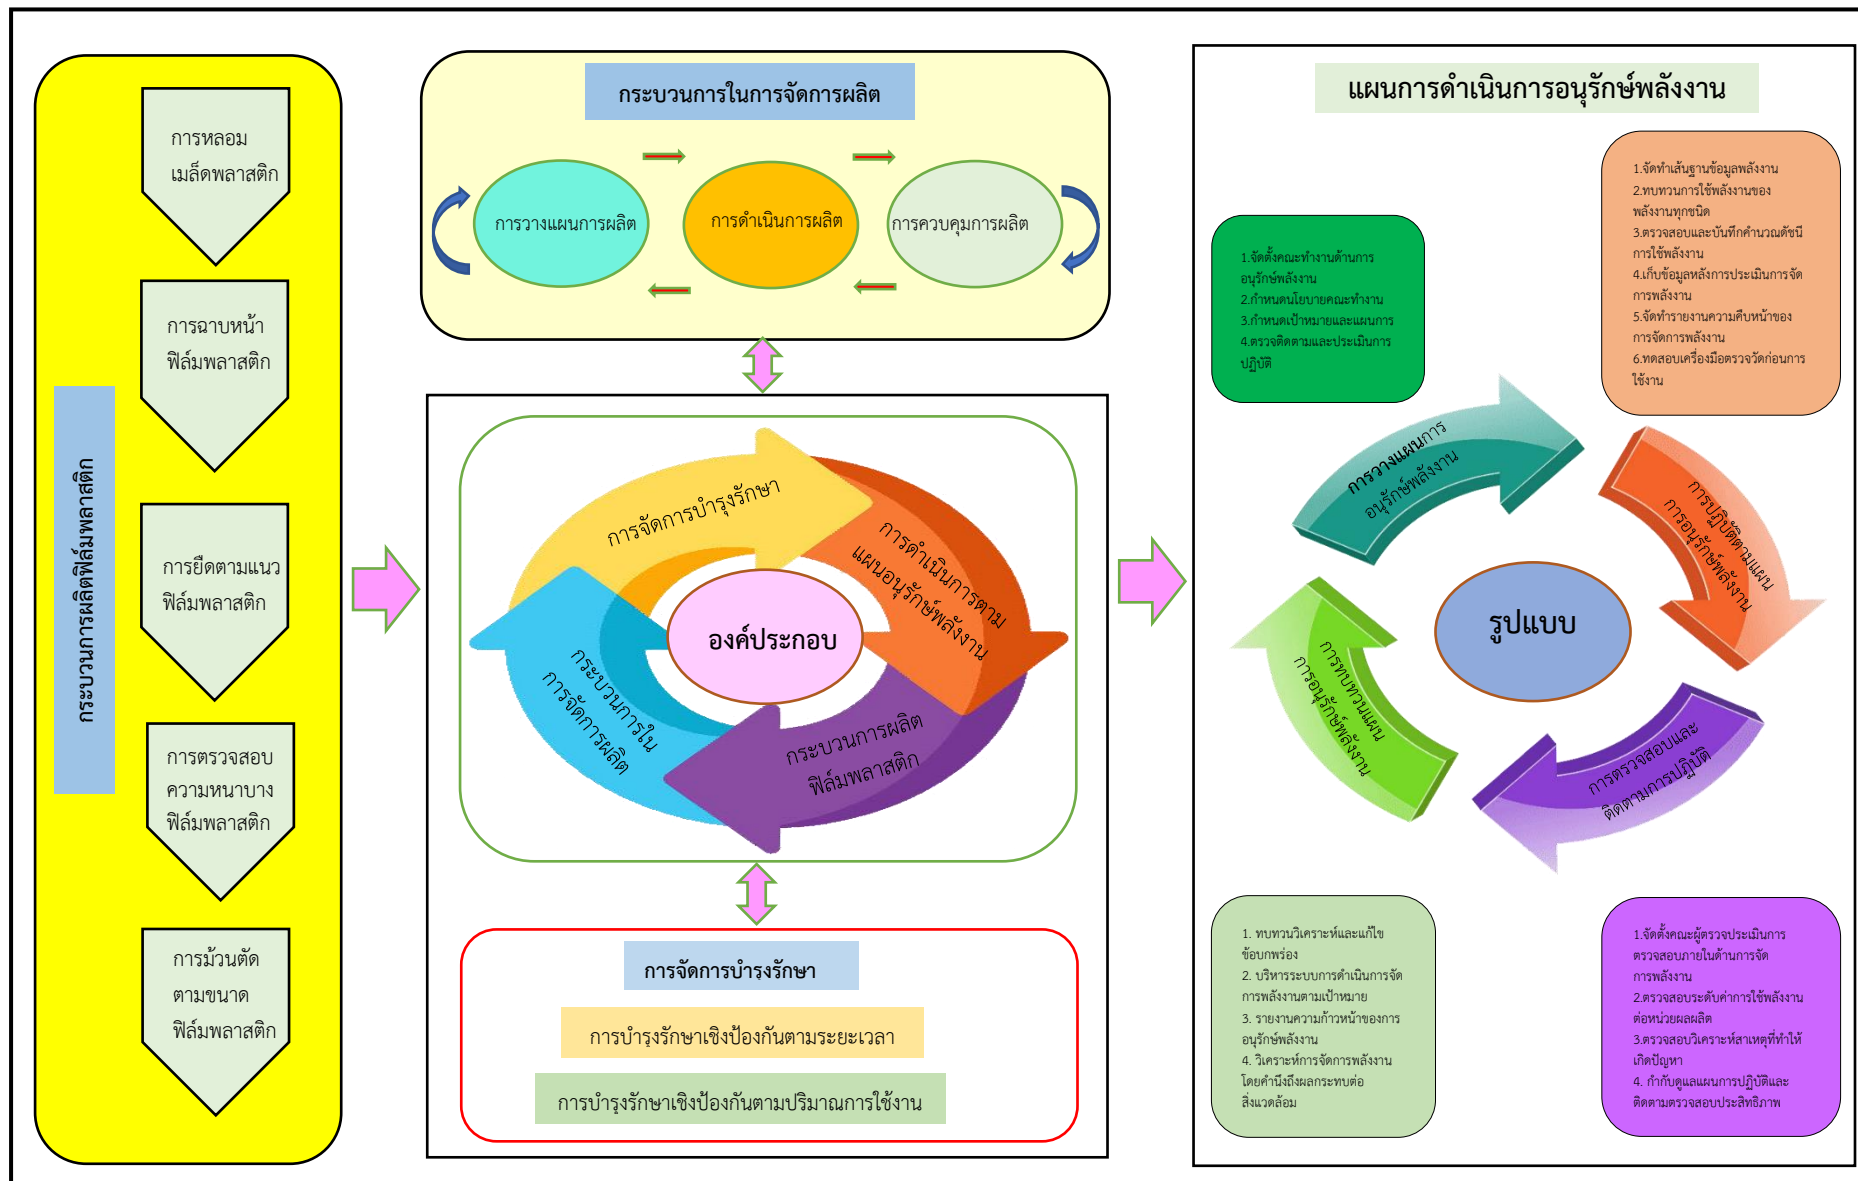 กระบวนการผลิตฟิล์มพลาสติก
การหลอม
เมล็ดพลาสติก
การฉาบหน้า
ฟิล์มพลาสติก
การยืดตามแนว
ฟิล์มพลาสติก
การตรวจสอบ
ความหนาบาง
ฟิล์มพลาสติก
การม้วนตัด
ตามขนาด
ฟิล์มพลาสติก
กระบวนการในการจัดการผลิต
การวางแผนการผลิต
การดำเนินการผลิต
การควบคุมการผลิต
การจัดการบำรุงรักษา
การดำเนินการตาม
แผนอนุรักษ์พลังงาน
กระบวนการผลิต
ฟิล์มพลาสติก
กระบวนการใน
การจัดการผลิต
องค์ประกอบ
การจัดการบำรุงรักษา
การบำรุงรักษาเชิงป้องกันตามระยะเวลา
การบำรุงรักษาเชิงป้องกันตามปริมาณการใช้งาน
แผนการดำเนินการอนุรักษ์พลังงาน
1.จัดตั้งคณะทำงานด้านการ
อนุรักษ์พลังงาน
2.กำหนดนโยบายคณะทำงาน
3.กำหนดเป้าหมายและแผนการ
4.ตรวจติดตามและประเมินการ
ปฏิบัติ
1.จัดทำเส้นฐานข้อมูลพลังงาน
2.ทบทวนการใช้พลังงานของ
พลังงานทุกชนิด
3.ตรวจสอบและบันทึกคำนวณดัชนี
การใช้พลังงาน
4.เก็บข้อมูลหลังการประเมินการจัด
การพลังงาน
5.จัดทำรายงานความคืบหน้าของ
การจัดการพลังงาน
6.ทดสอบเครื่องมือตรวจวัดก่อนการ
ใช้งาน
การวางแผนการ
อนุรักษ์พลังงาน
การปฏิบัติตามแผน
การอนุรักษ์พลังงาน
การตรวจสอบและ
ติดตามการปฏิบัติ
การทบทวนแผน
การอนุรักษ์พลังงาน
รูปแบบ
1. ทบทวนวิเคราะห์และแก้ไข
ข้อบกพร่อง
2. บริหารระบบการดำเนินการจัด
การพลังงานตามเป้าหมาย
3. รายงานความก้าวหน้าของการ
อนุรักษ์พลังงาน
4. วิเคราะห์การจัดการพลังงาน
โดยคำนึงถึงผลกระทบต่อ
สิ่งแวดล้อม
1.จัดตั้งคณะผู้ตรวจประเมินการ
ตรวจสอบภายในด้านการจัด
การพลังงาน
2.ตรวจสอบระดับค่าการใช้พลังงาน
ต่อหน่วยผลผลิต
3.ตรวจสอบวิเคราะห์สาเหตุที่ทำให้
เกิดปัญหา
4. กำกับดูแลแผนการปฏิบัติและ
ติดตามตรวจสอบประสิทธิภาพ